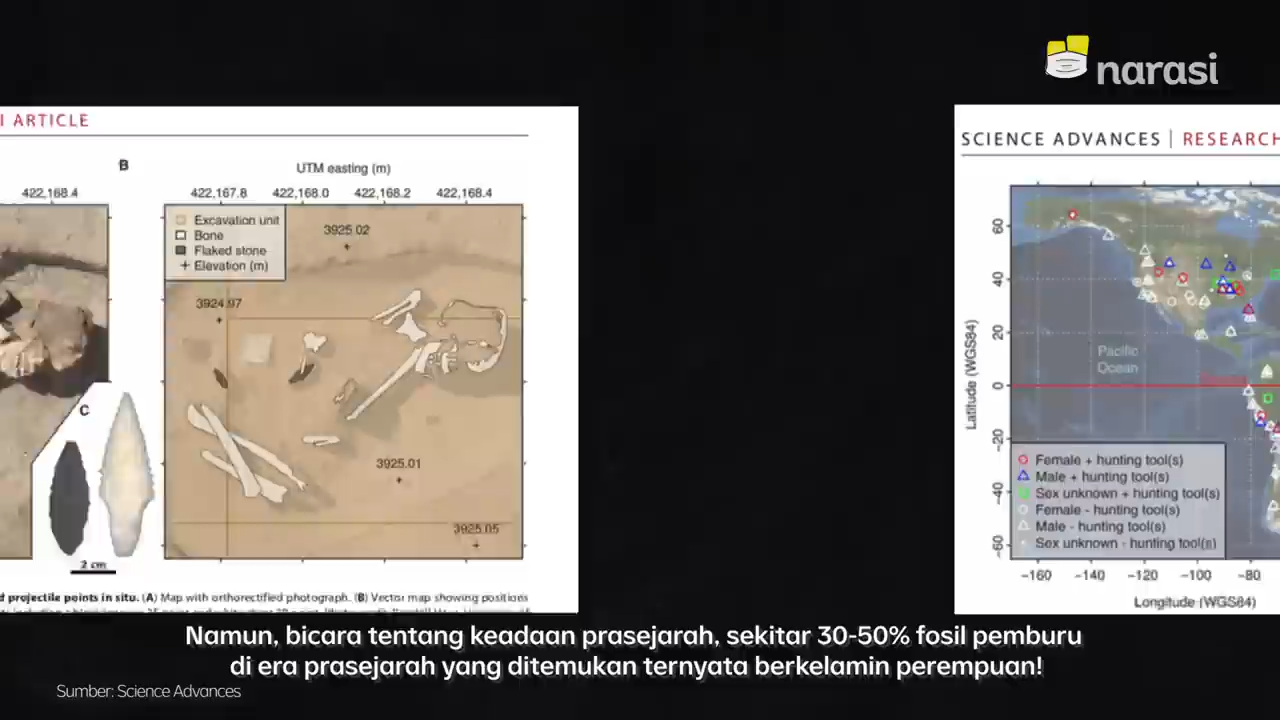 narasi
I ARTICLE
B
UTM easting (m)
422,168.4
422,167.8 422,168.0 422,168.2 422,168.4
Excavation unit
Bone
Flaked stone
Elevation (m)
3925.02
3924.97
3925.01
3925.05
C
2 cm
d projectile points in situ. (A) Map with orthorectified photograph. (B) Vector map showing positions
SCIENCE ADVANCES | RESEARCH
60
40
20
0
-20
-40
-60
Latitude (WGS84)
Pacific
Ocean
Female + hunting tool(s)
Male + hunting tool(s)
Sex unknown + hunting tool(s)
Female - hunting tool(s)
Male - hunting tool(s)
Sex unknown - hunting tool(s)
-160 -140 -120 -100 -80
Longitude (WGS84)
Namun, bicara tentang keadaan prasejarah, sekitar 30-50% fosil pemburu
di era prasejarah yang ditemukan ternyata berkelamin perempuan!
Sumber: Science Advances